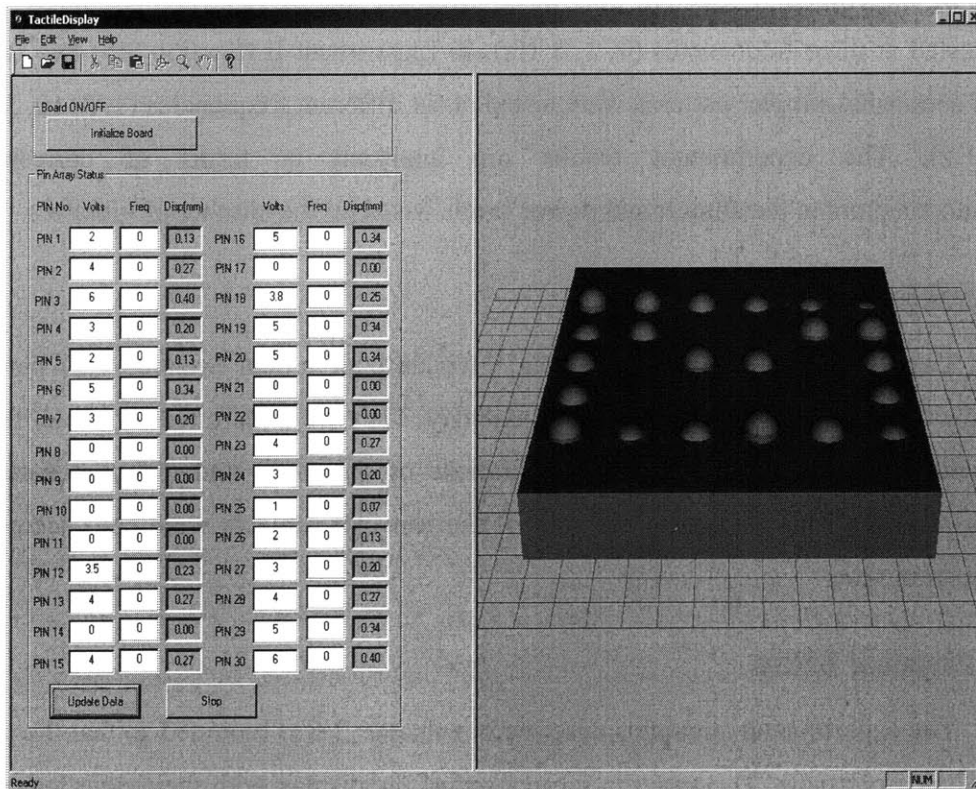 TactileDisplay
File Edit View Help
Board ON/OFF
Initialize Board
Pin Array Status
PIN No. Volts Freq Disp(mm) Volts Freq Disp(mm)
PIN 1 2 0 0.13 PIN 16 5 0 0.34
PIN 2 4 0 0.27 PIN 17 0 0 0.00
PIN 3 6 0 0.40 PIN 18 3.8 0 0.25
PIN 4 3 0 0.20 PIN 19 5 0 0.34
PIN 5 2 0 0.13 PIN 20 5 0 0.34
PIN 6 5 0 0.34 PIN 21 0 0 0.00
PIN 7 3 0 0.20 PIN 22 0 0 0.00
PIN 8 0 0 0.00 PIN 23 4 0 0.27
PIN 9 0 0 0.00 PIN 24 3 0 0.20
PIN 10 0 0 0.00 PIN 25 1 0 0.07
PIN 11 0 0 0.00 PIN 26 2 0 0.13
PIN 12 3.5 0 0.23 PIN 27 3 0 0.20
PIN 13 4 0 0.27 PIN 28 4 0 0.27
PIN 14 0 0 0.00 PIN 29 5 0 0.34
PIN 15 4 0 0.27 PIN 30 6 0 0.40
Update Data Stop
Ready NUM